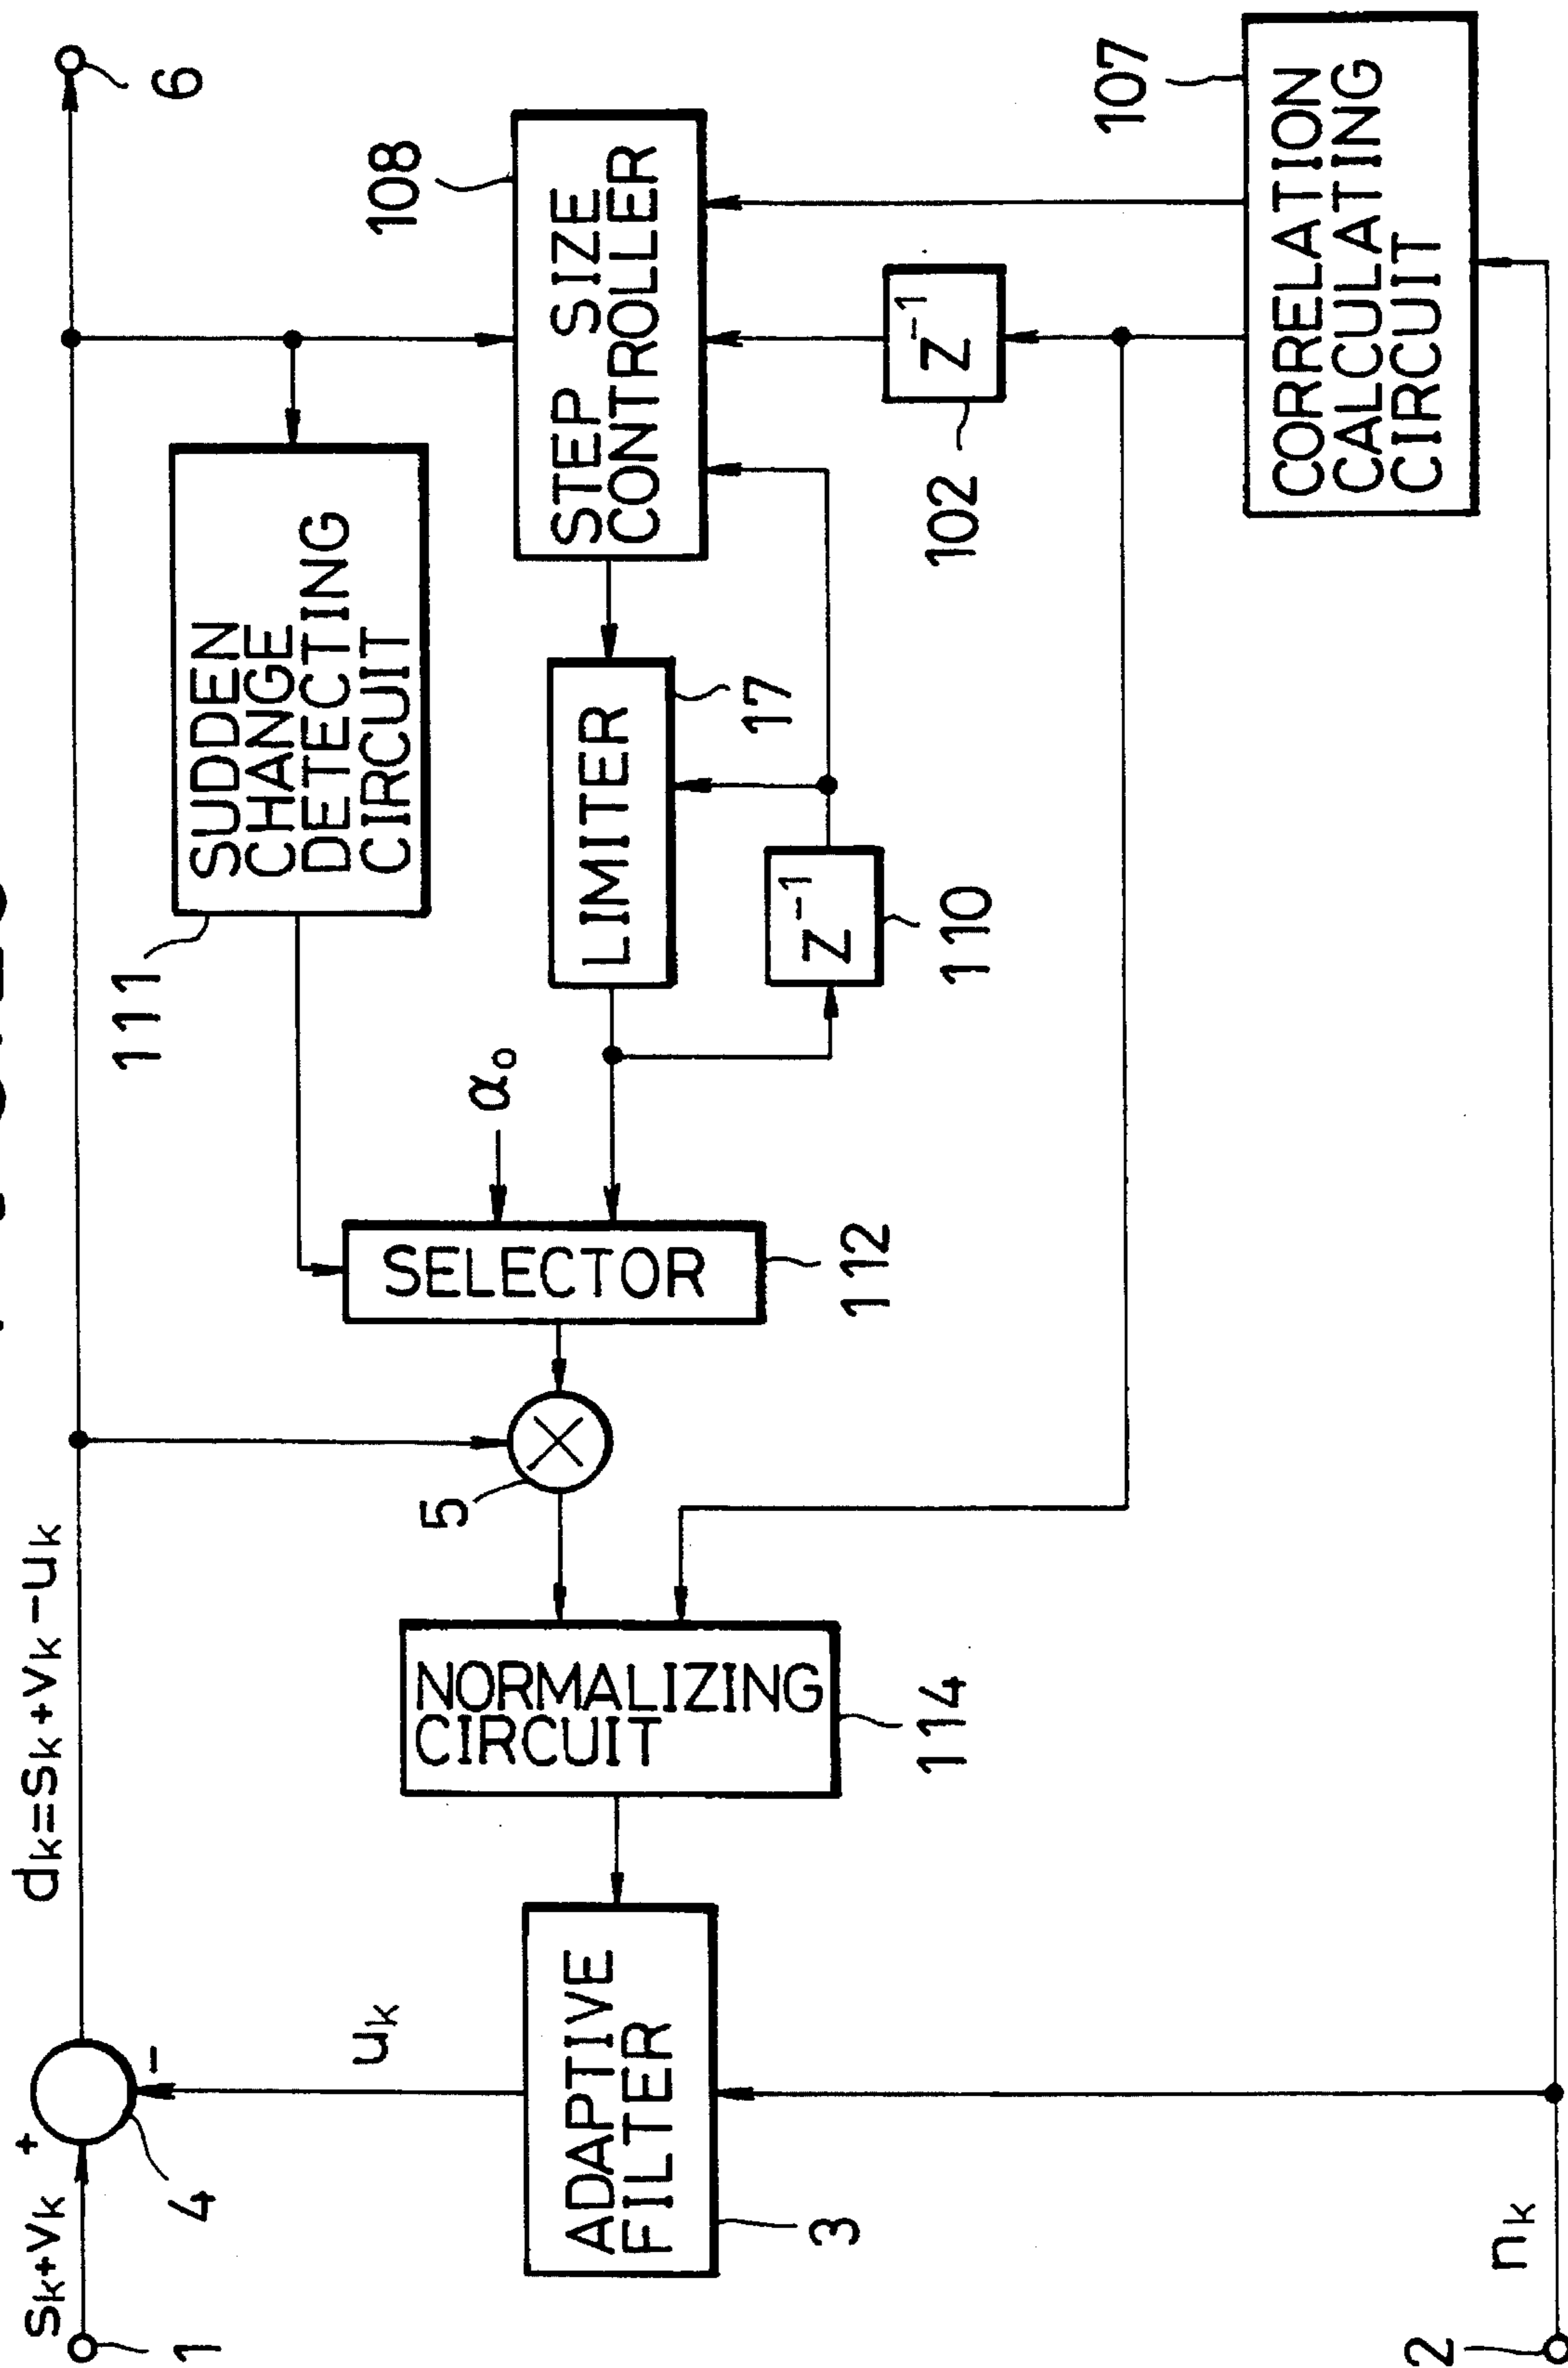 sk+vk
+
-
dk=sk+vk-uk
1
4
6
uk
SUDDEN
CHANGE
DETECTING
CIRCUIT
111
108
STEP SIZE
CONTROLLER
α0
LIMITER
17
SELECTOR
112
5
z-1
110
z-1
102
NORMALIZING
CIRCUIT
114
ADAPTIVE
FILTER
3
107
CORRELATION
CALCULATING
CIRCUIT
nk
2